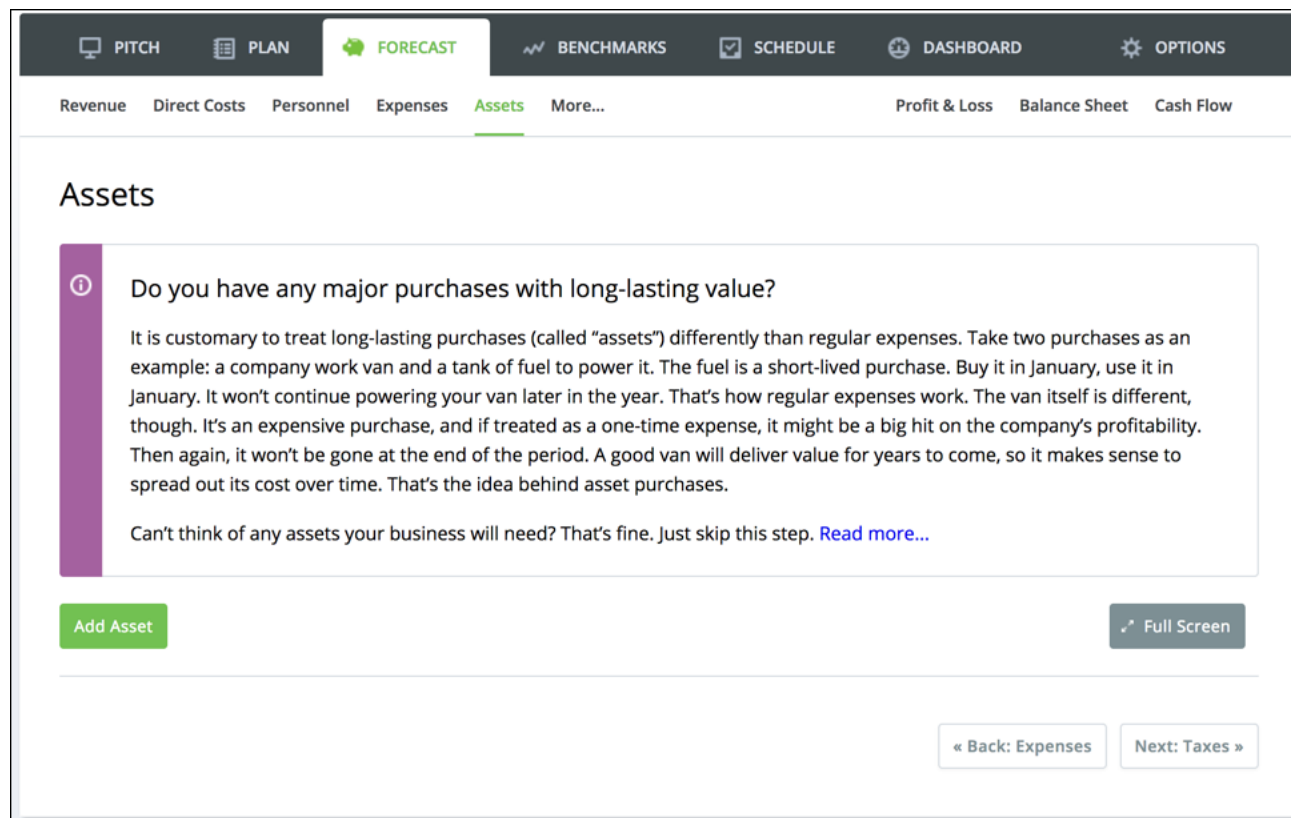 PITCH PLAN FORECAST BENCHMARKS SCHEDULE DASHBOARD OPTIONS
Revenue Direct Costs Personnel Expenses Assets More... Profit & Loss Balance Sheet Cash Flow
Assets
Do you have any major purchases with long-lasting value?
It is customary to treat long-lasting purchases (called “assets”) differently than regular expenses. Take two purchases as an
example: a company work van and a tank of fuel to power it. The fuel is a short-lived purchase. Buy it in January, use it in
January. It won’t continue powering your van later in the year. That’s how regular expenses work. The van itself is different,
though. It’s an expensive purchase, and if treated as a one-time expense, it might be a big hit on the company’s profitability.
Then again, it won’t be gone at the end of the period. A good van will deliver value for years to come, so it makes sense to
spread out its cost over time. That’s the idea behind asset purchases.
Can’t think of any assets your business will need? That’s fine. Just skip this step. Read more...
Add Asset Full Screen
« Back: Expenses Next: Taxes »